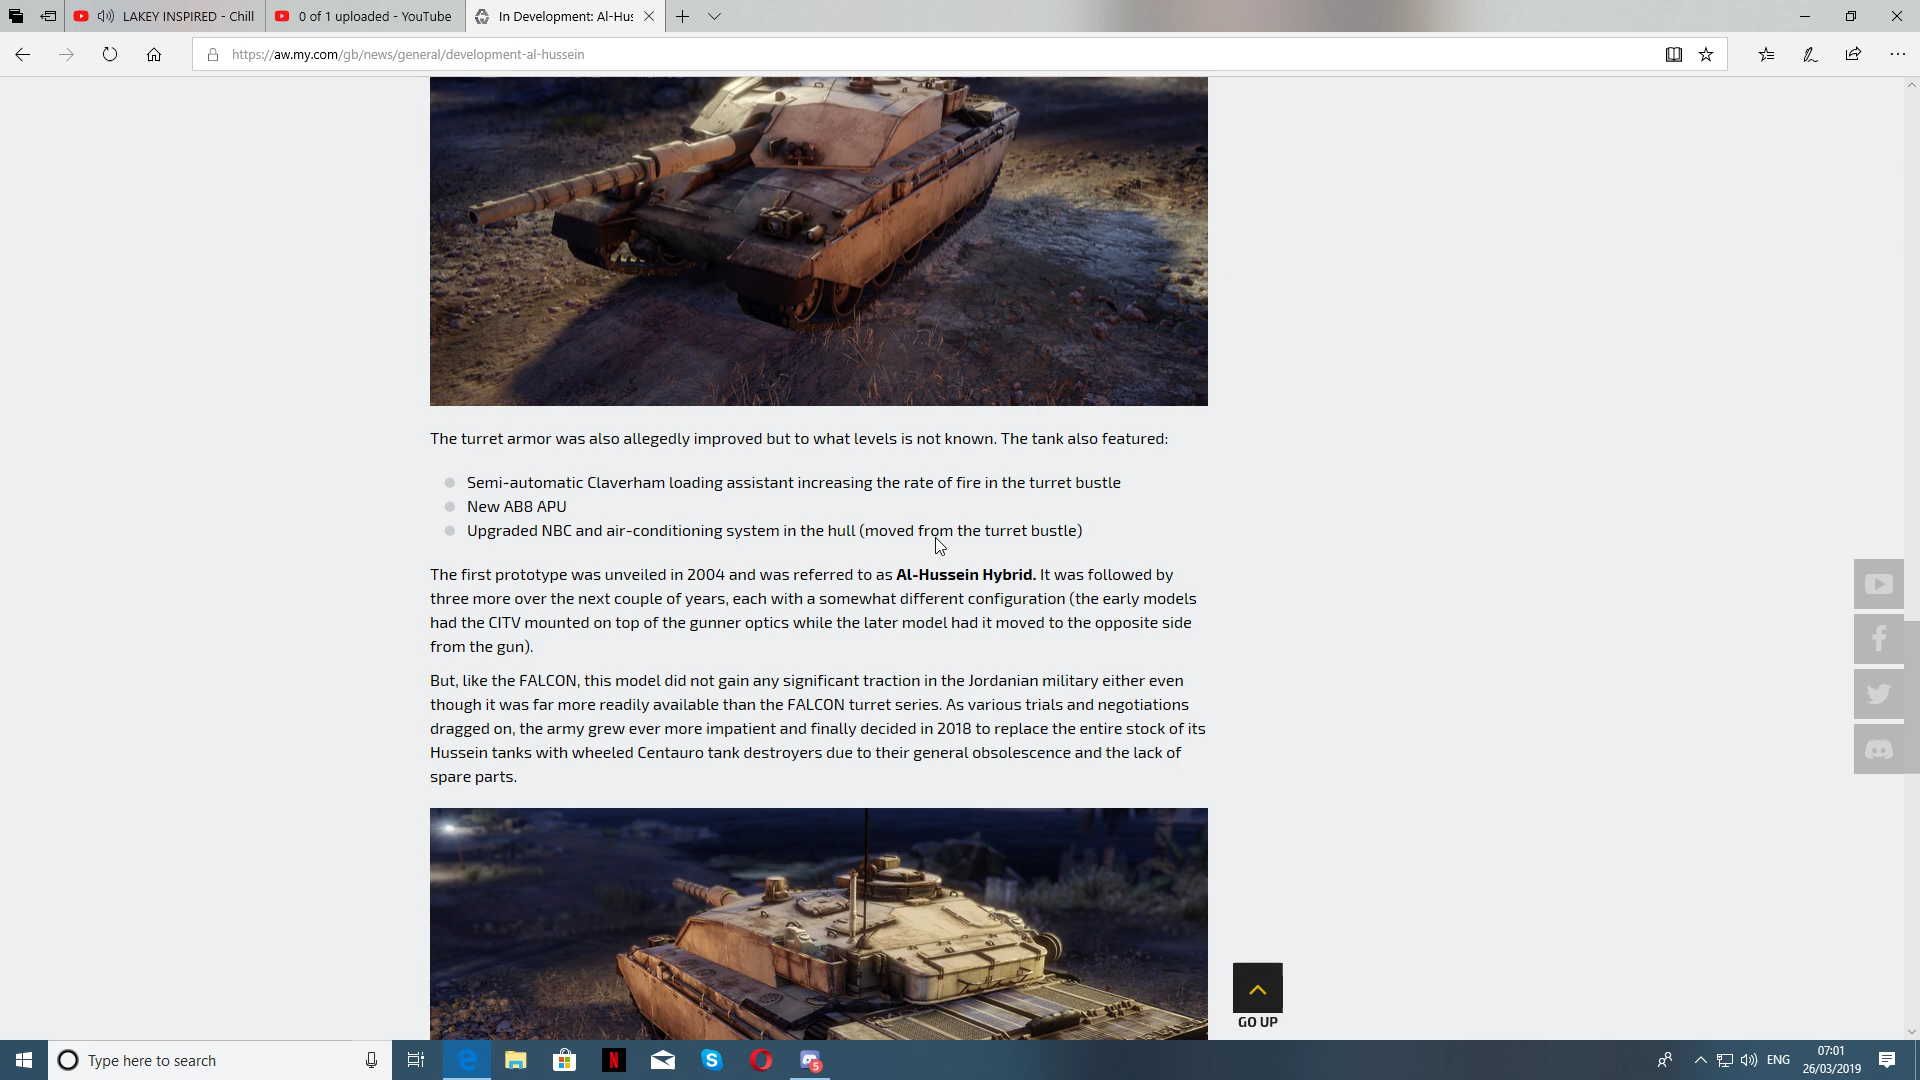 LAKEY INSPIRED - Chill
0 of 1 uploaded - YouTube
In Development: Al-Hus
https://aw.my.com/gb/news/general/development-al-hussein
The turret armor was also allegedly improved but to what levels is not known. The tank also featured:
Semi-automatic Claverham loading assistant increasing the rate of fire in the turret bustle
New AB8 APU
Upgraded NBC and air-conditioning system in the hull (moved from the turret bustle)
The first prototype was unveiled in 2004 and was referred to as Al-Hussein Hybrid. It was followed by
three more over the next couple of years, each with a somewhat different configuration (the early models
had the CITV mounted on top of the gunner optics while the later model had it moved to the opposite side
from the gun).
But, like the FALCON, this model did not gain any significant traction in the Jordanian military either even
though it was far more readily available than the FALCON turret series. As various trials and negotiations
dragged on, the army grew ever more impatient and finally decided in 2018 to replace the entire stock of its
Hussein tanks with wheeled Centauro tank destroyers due to their general obsolescence and the lack of
spare parts.
GO UP
Type here to search
N
S
5
ENG
07:01
26/03/2019